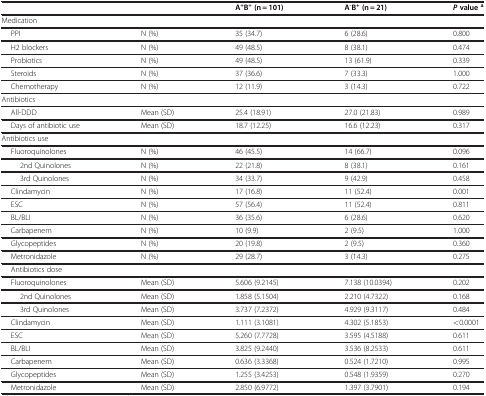 A+B+ (n = 101) A-B+ (n = 21) P value a
Medication
PPI N (%) 35 (34.7) 6 (28.6) 0.800
H2 blockers N (%) 49 (48.5) 8 (38.1) 0.474
Probiotics N (%) 49 (48.5) 13 (61.9) 0.339
Steroids N (%) 37 (36.6) 7 (33.3) 1.000
Chemotherapy N (%) 12 (11.9) 3 (14.3) 0.722
Antibiotics
All-DDD Mean (SD) 25.4 (18.91) 27.0 (21.83) 0.989
Days of antibiotic use Mean (SD) 18.7 (12.25) 16.6 (12.23) 0.317
Antibiotics use
Fluoroquinolones N (%) 46 (45.5) 14 (66.7) 0.096
2nd Quinolones N (%) 22 (21.8) 8 (38.1) 0.161
3rd Quinolones N (%) 34 (33.7) 9 (42.9) 0.458
Clindamycin N (%) 17 (16.8) 11 (52.4) 0.001
ESC N (%) 57 (56.4) 11 (52.4) 0.811
BL/BLI N (%) 36 (35.6) 6 (28.6) 0.620
Carbapenem N (%) 10 (9.9) 2 (9.5) 1.000
Glycopeptides N (%) 20 (19.8) 2 (9.5) 0.360
Metronidazole N (%) 29 (28.7) 3 (14.3) 0.275
Antibiotics dose
Fluoroquinolones Mean (SD) 5.606 (9.2145) 7.138 (10.0394) 0.202
2nd Quinolones Mean (SD) 1.858 (5.1504) 2.210 (4.7322) 0.168
3rd Quinolones Mean (SD) 3.737 (7.2372) 4.929 (9.3117) 0.484
Clindamycin Mean (SD) 1.111 (3.1081) 4.302 (5.1853) <0.0001
ESC Mean (SD) 5.260 (7.7728) 3.595 (4.5188) 0.611
BL/BLI Mean (SD) 3.825 (9.2440) 3.536 (8.2533) 0.611
Carbapenem Mean (SD) 0.636 (3.3368) 0.524 (1.7210) 0.995
Glycopeptides Mean (SD) 1.255 (3.4253) 0.548 (1.9359) 0.270
Metronidazole Mean (SD) 2.850 (6.9772) 1.397 (3.7901) 0.194